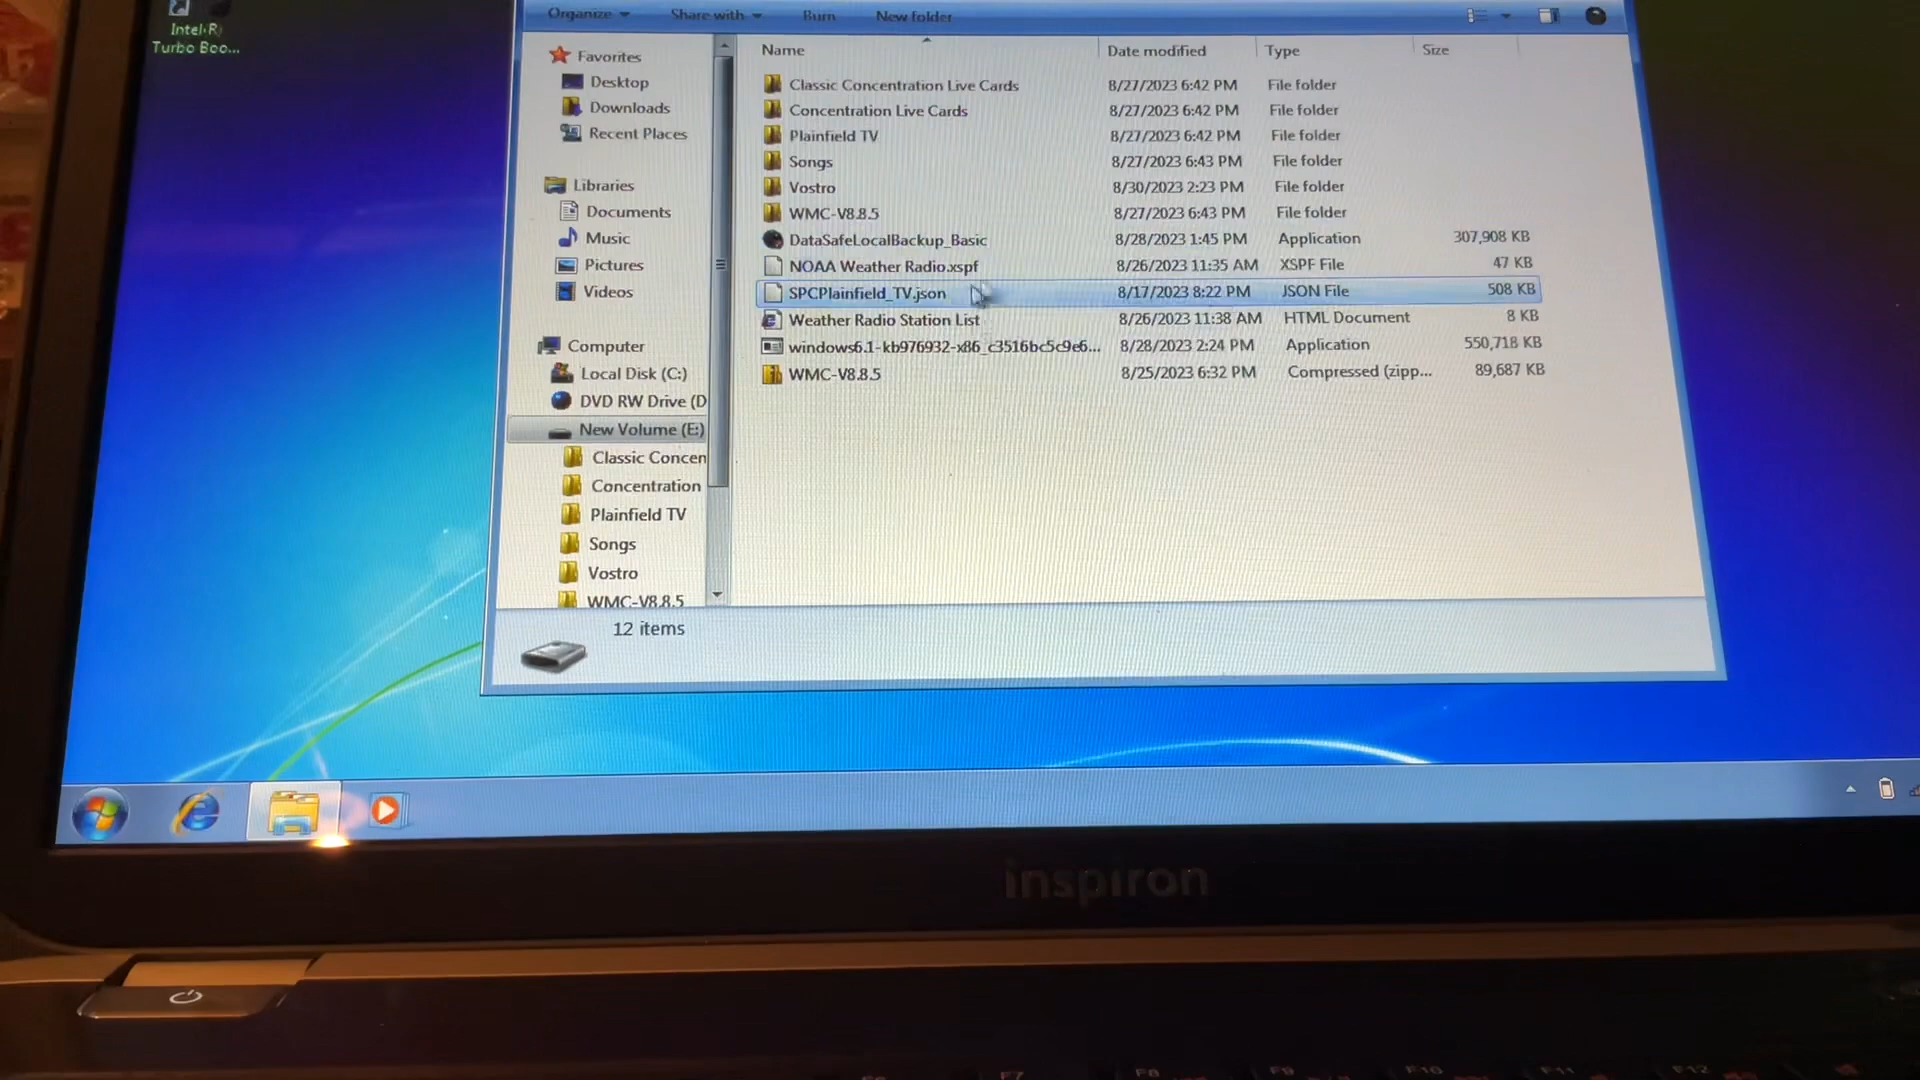 Intel(R)
Turbo Boo...
Organize
Share with
Burn
New folder
Name
Date modified
Type
Size
Favorites
Desktop
Downloads
Recent Places
Libraries
Documents
Music
Pictures
Videos
Computer
Local Disk (C:)
DVD RW Drive (D
New Volume (E:)
Classic Concen
Concentration
Plainfield TV
Songs
Vostro
WMC-V8.8.5
Classic Concentration Live Cards 8/27/2023 6:42 PM File folder
Concentration Live Cards 8/27/2023 6:42 PM File folder
Plainfield TV 8/27/2023 6:42 PM File folder
Songs 8/27/2023 6:43 PM File folder
Vostro 8/30/2023 2:23 PM File folder
WMC-V8.8.5 8/27/2023 6:43 PM File folder
DataSafeLocalBackup_Basic 8/28/2023 1:45 PM Application 307,908 KB
NOAA Weather Radio.xspf 8/26/2023 11:35 AM XSPF File 47 KB
SPCPlainfield_TV.json 8/17/2023 8:22 PM JSON File 508 KB
Weather Radio Station List 8/26/2023 11:38 AM HTML Document 8 KB
windows6.1-kb976932-x86_c3516bc5c9e6... 8/28/2023 2:24 PM Application 550,718 KB
WMC-V8.8.5 8/25/2023 6:32 PM Compressed (zipp... 89,687 KB
12 items
inspiron
F7
F8
F9
F10
F11
F12